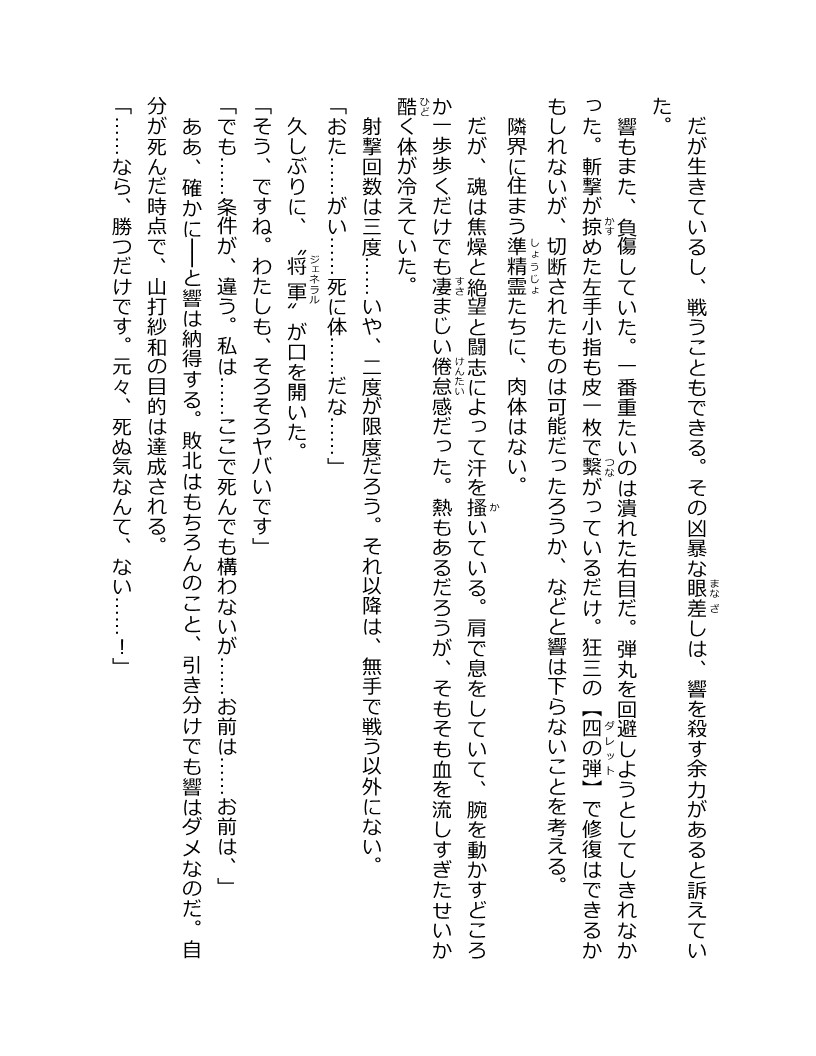 だが生きているし、戦うこともできる。その凶暴な眼差しは、響を殺す余力があると訴えてい
た。
響もまた、負傷していた。一番重たいのは潰れた右目だ。弾丸を回避しようとしてしきれなか
った。斬撃が掠めた左手小指も皮一枚で繋がっているだけ。狂三の【四の弾】で修復はできるか
もしれないが、切断されたものは可能だったろうか、などと響は下らないことを考える。
隣界に住まう準精霊たちに、肉体はない。
だが、魂は焦燥と絶望と闘志によって汗を掻いている。肩で息をしていて、腕を動かすどころ
か一歩歩くだけでも凄まじい倦怠感だった。熱もあるだろうが、そもそも血を流しすぎたせいか
酷く体が冷えていた。
射撃回数は三度……いや、二度が限度だろう。それ以降は、無手で戦う以外にない。
「おた……がい……死に体……だな……」
久しぶりに、〝将軍〟が口を開いた。
「そう、ですね。わたしも、そろそろヤバいです」
「でも……条件が、違う。私は……ここで死んでも構わないが……お前は……お前は、」
ああ、確かに──と響は納得する。敗北はもちろんのこと、引き分けでも響はダメなのだ。自
分が死んだ時点で、山打紗和の目的は達成される。
「……なら、勝つだけです。元々、死ぬ気なんて、ない……！」